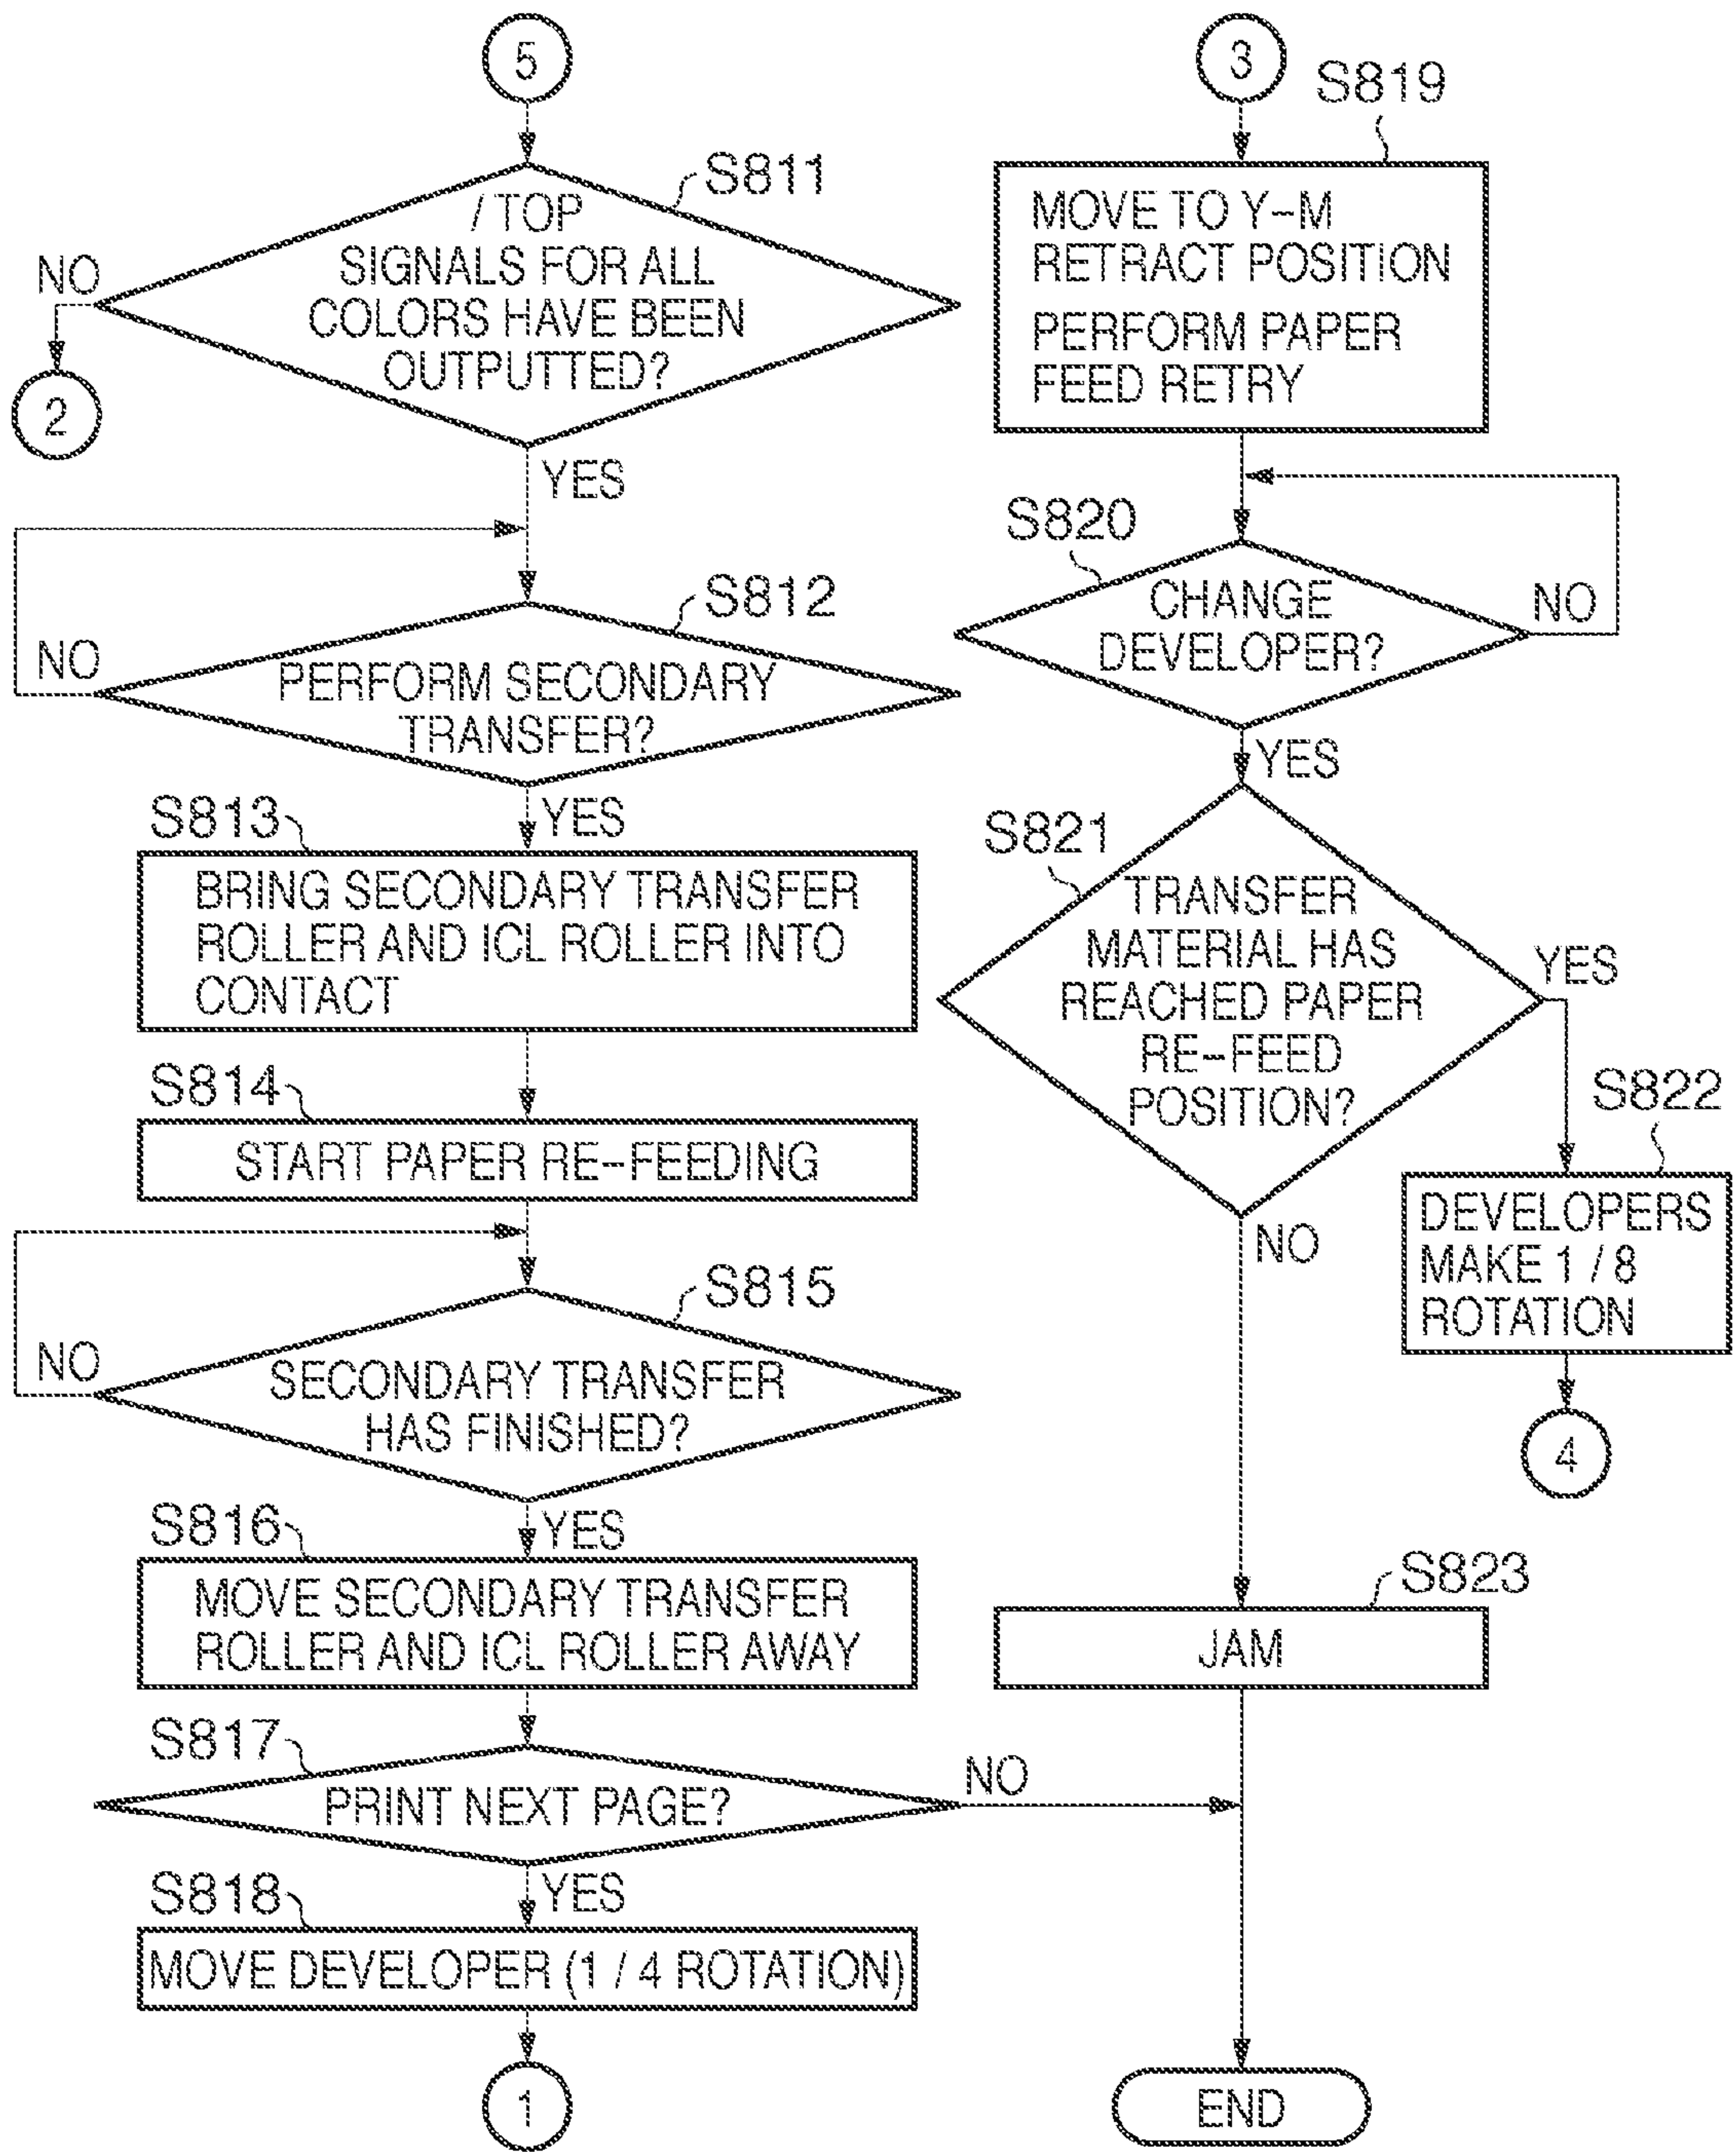 5
S811
/ TOP
SIGNALS FOR ALL
COLORS HAVE BEEN
OUTPUTTED?
NO
2
YES
S812
PERFORM SECONDARY
TRANSFER?
NO
YES
S813
BRING SECONDARY TRANSFER
ROLLER AND ICL ROLLER INTO
CONTACT
S814
START PAPER RE-FEEDING
S815
SECONDARY TRANSFER
HAS FINISHED?
NO
YES
S816
MOVE SECONDARY TRANSFER
ROLLER AND ICL ROLLER AWAY
S817
PRINT NEXT PAGE?
NO
YES
S818
MOVE DEVELOPER (1 / 4 ROTATION)
1
3
S819
MOVE TO Y-M
RETRACT POSITION
PERFORM PAPER
FEED RETRY
S820
CHANGE
DEVELOPER?
NO
YES
S821
TRANSFER
MATERIAL HAS
REACHED PAPER
RE-FEED
POSITION?
YES
S822
DEVELOPERS
MAKE 1 / 8
ROTATION
4
NO
S823
JAM
END